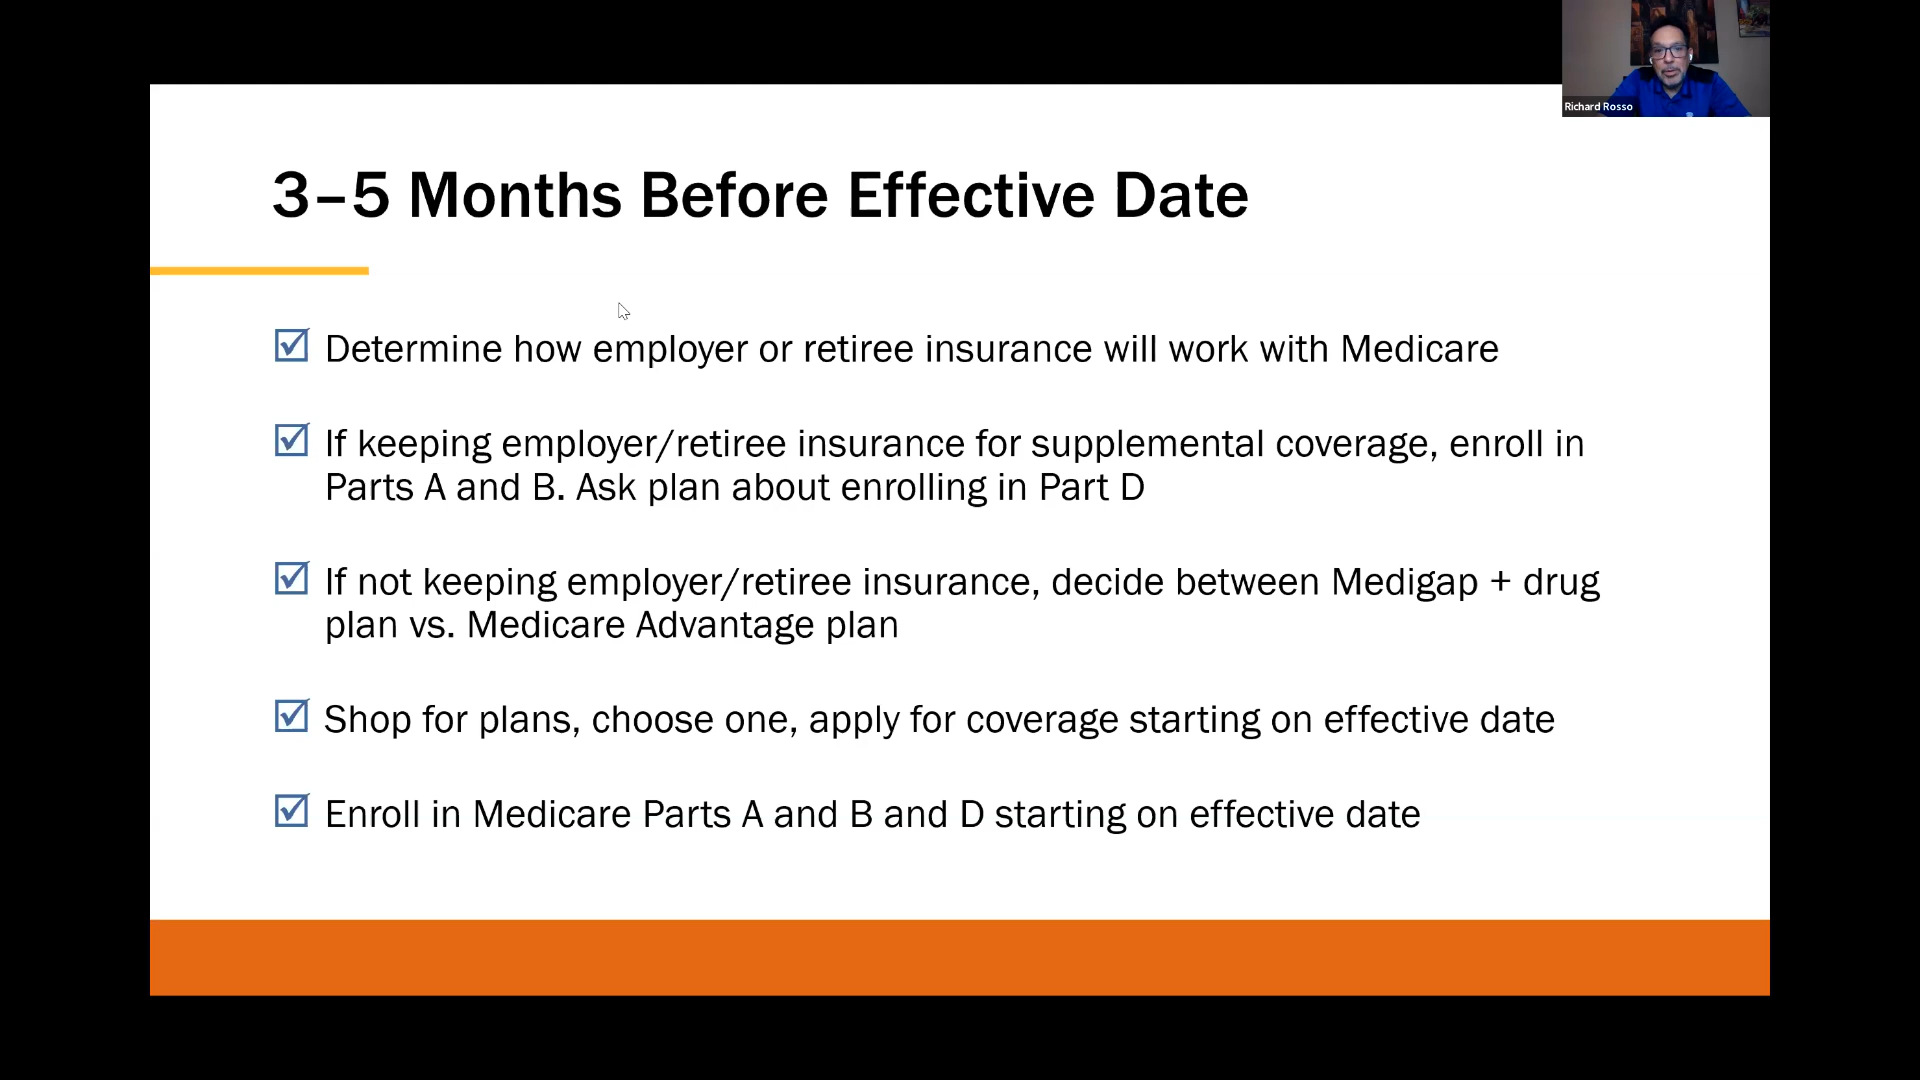 Richard Rosso
3–5 Months Before Effective Date
Determine how employer or retiree insurance will work with Medicare
If keeping employer/retiree insurance for supplemental coverage, enroll in
Parts A and B. Ask plan about enrolling in Part D
If not keeping employer/retiree insurance, decide between Medigap + drug
plan vs. Medicare Advantage plan
Shop for plans, choose one, apply for coverage starting on effective date
Enroll in Medicare Parts A and B and D starting on effective date